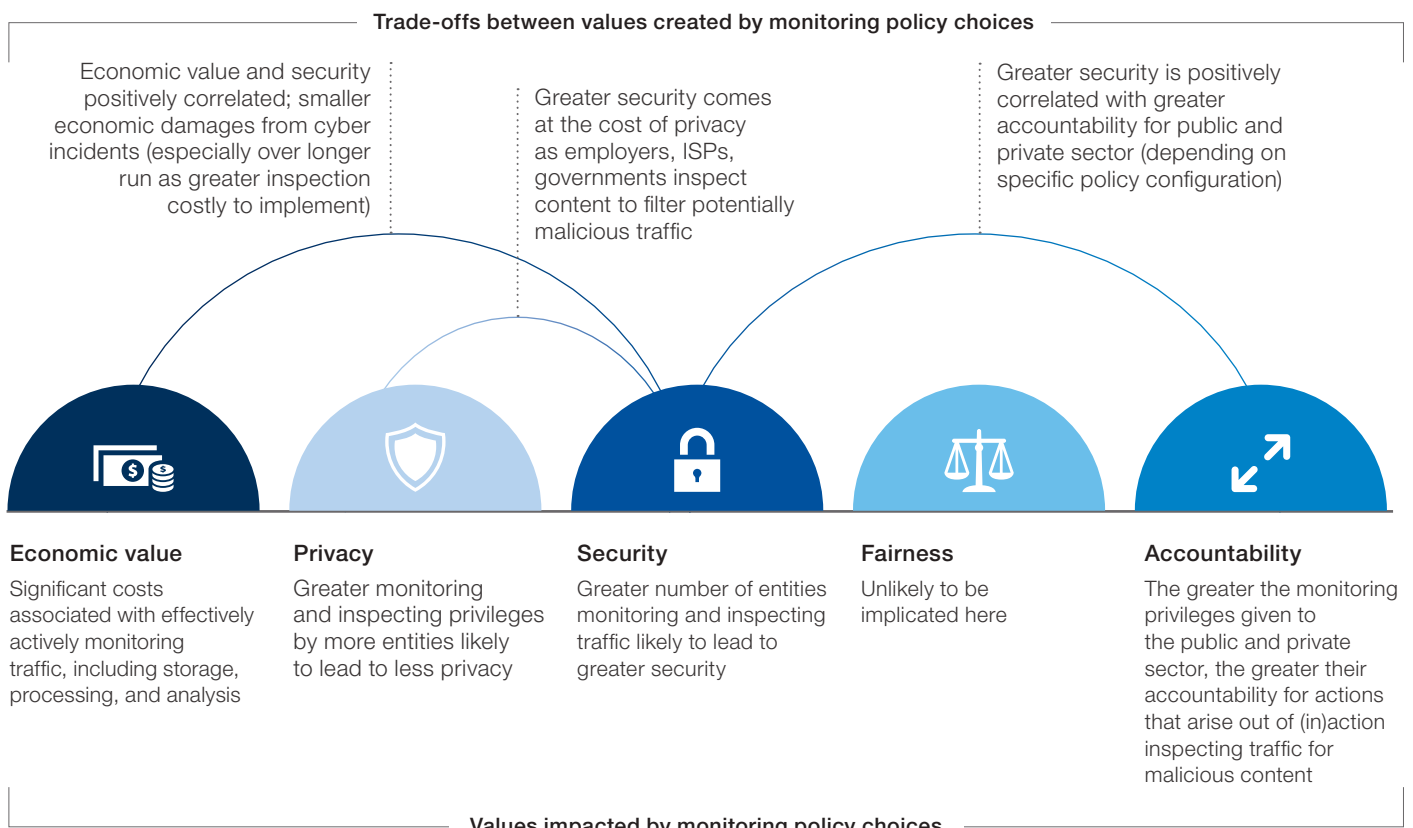 Trade-offs between values created by monitoring policy choices
Economic value and security
positively correlated; smaller
economic damages from cyber
incidents (especially over longer
run as greater inspection
costly to implement)
Greater security comes
at the cost of privacy
as employers, ISPs,
governments inspect
content to filter potentially
malicious traffic
Greater security is positively
correlated with greater
accountability for public and
private sector (depending on
specific policy configuration)
$
$
Economic value
Significant costs
associated with effectively
actively monitoring
traffic, including storage,
processing, and analysis
Privacy
Greater monitoring
and inspecting privileges
by more entities likely
to lead to less privacy
Security
Greater number of entities
monitoring and inspecting
traffic likely to lead to
greater security
Fairness
Unlikely to be
implicated here
Accountability
The greater the monitoring
privileges given to
the public and private
sector, the greater their
accountability for actions
that arise out of (in)action
inspecting traffic for
malicious content
Values impacted by monitoring policy choices